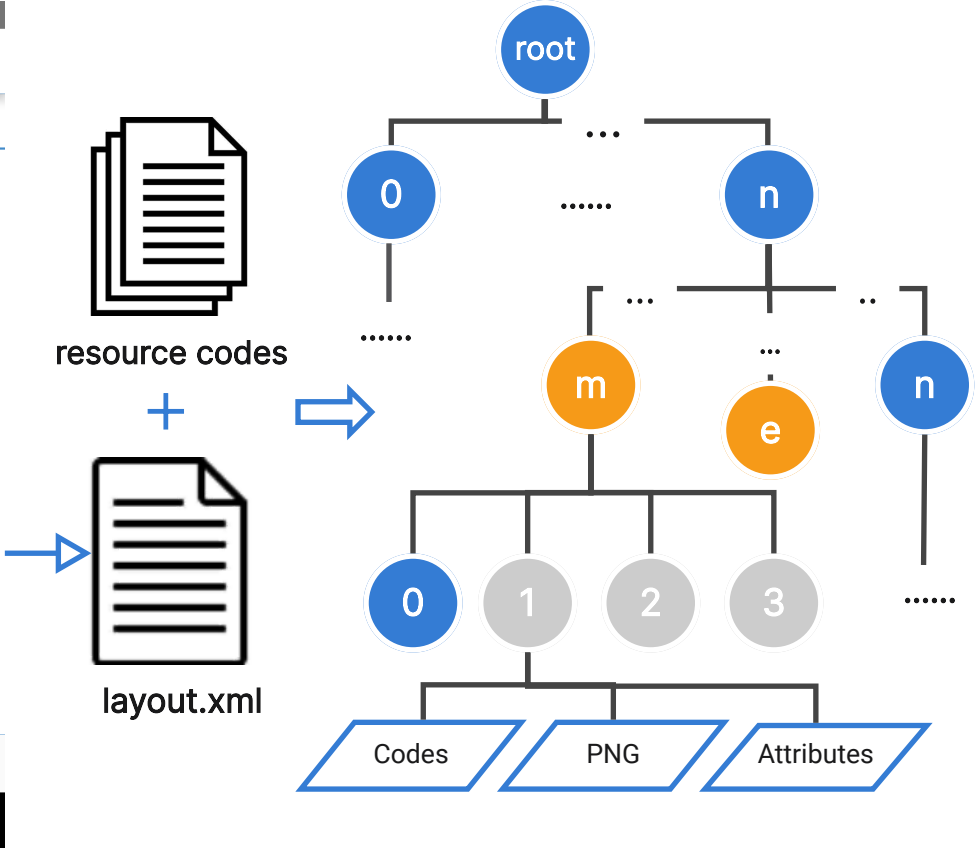 root
...
0
......
n
...
..
......
resource codes
m
...
e
n
+
0
1
2
3
......
layout.xml
Codes
PNG
Attributes